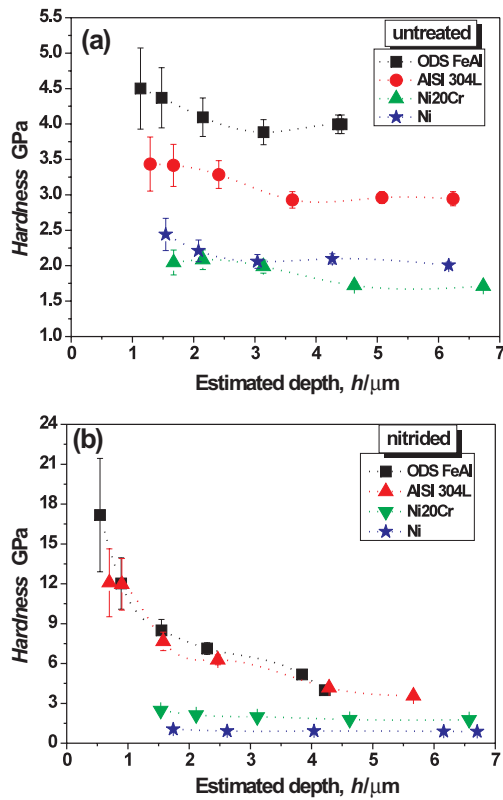 (a)
untreated
ODS FeAl
AISI 304L
Ni20Cr
Ni
Hardness GPa
5.5
5.0
4.5
4.0
3.5
3.0
2.5
2.0
1.5
1.0
0 1 2 3 4 5 6 7
Estimated depth, h/μm
(b)
nitrided
ODS FeAl
AISI 304L
Ni20Cr
Ni
Hardness GPa
24
21
18
15
12
9
6
3
0
0 1 2 3 4 5 6 7
Estimated depth, h/μm